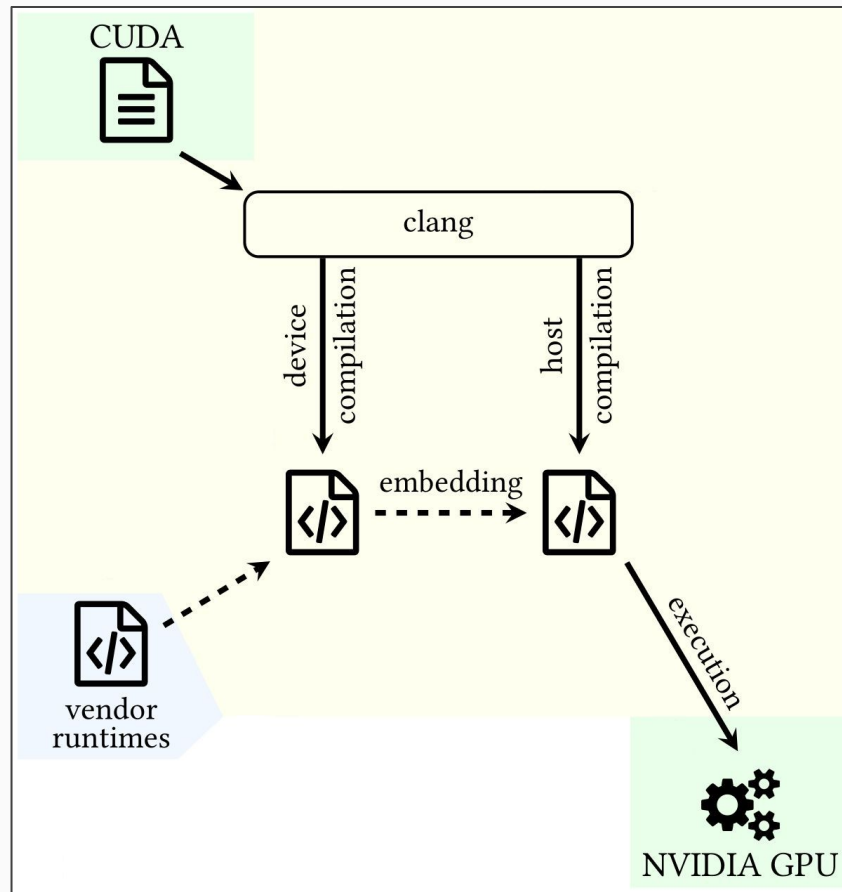 CUDA
clang
device
compilation
host
compilation
embedding
</>
</>
</>
vendor
runtimes
execution
NVIDIA GPU